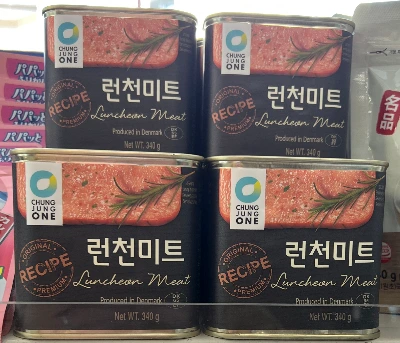 CHUNG
JUNG
ONE
ORIGINAL
RECIPE
PREMIUM
런천미트
Luncheon Meat
Produced in Denmark
Net WT. 340 g
CHUNG
JUNG
ONE
ORIGINAL
RECIPE
PREMIUM
런천미트
Luncheon Meat
Produced in Denmark
Net WT. 340 g
CHUNG
JUNG
ONE
ORIGINAL
RECIPE
PREMIUM
런천미트
Luncheon Meat
Produced in Denmark
Net WT. 340 g
CHUNG
JUNG
ONE
ORIGINAL
RECIPE
PREMIUM
런천미트
Luncheon Meat
Produced in Denmark
Net WT. 340 g
名品